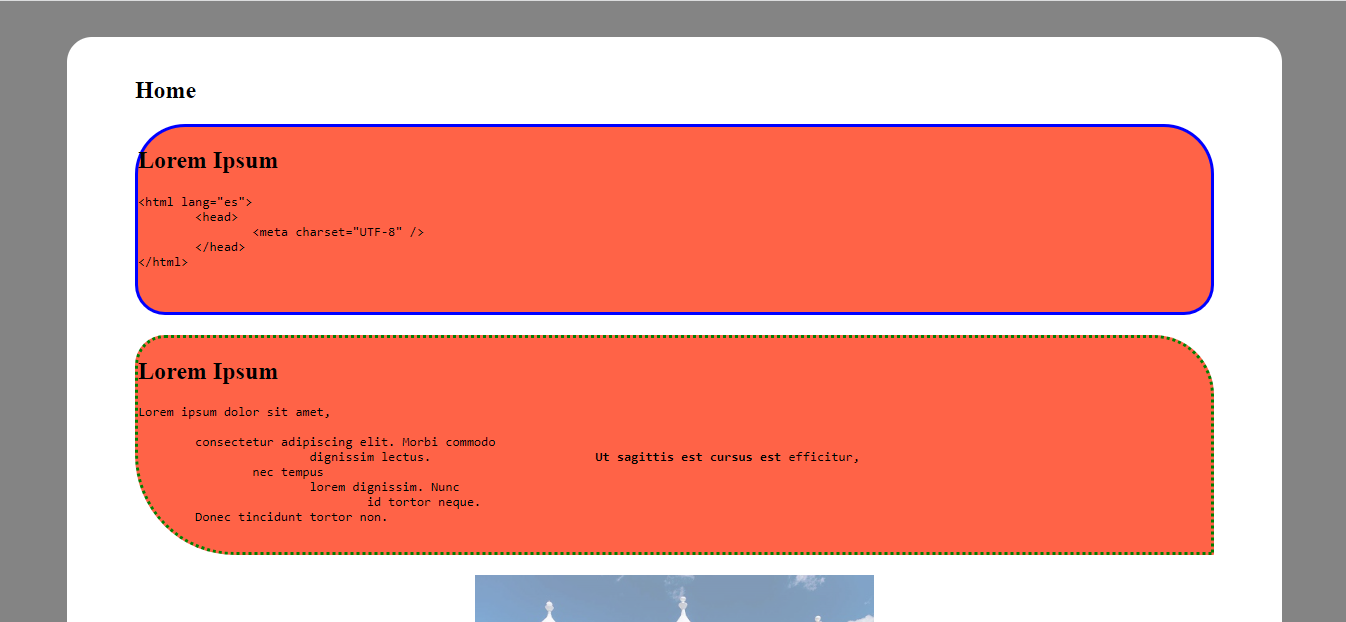 Home
Lorem Ipsum
<html lang="es">
<head>
<meta charset="UTF-8" />
</head>
</html>
Lorem Ipsum
Lorem ipsum dolor sit amet,
consectetur adipiscing elit. Morbi commodo
dignissim lectus. Ut sagittis est cursus est efficitur,
nec tempus
lorem dignissim. Nunc
id tortor neque.
Donec tincidunt tortor non.